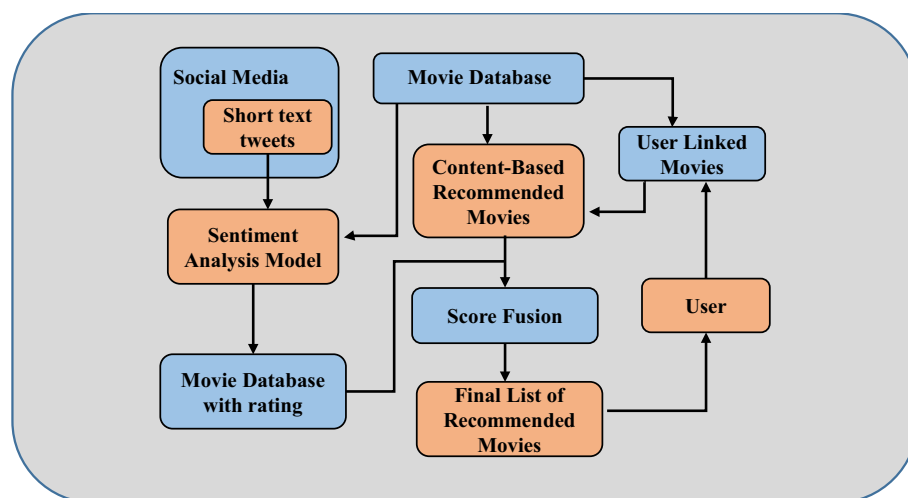 Social Media
Short text
tweets
Movie Database
User Linked
Movies
Content-Based
Recommended
Movies
Sentiment
Analysis Model
Score Fusion
User
Movie Database
with rating
Final List of
Recommended
Movies